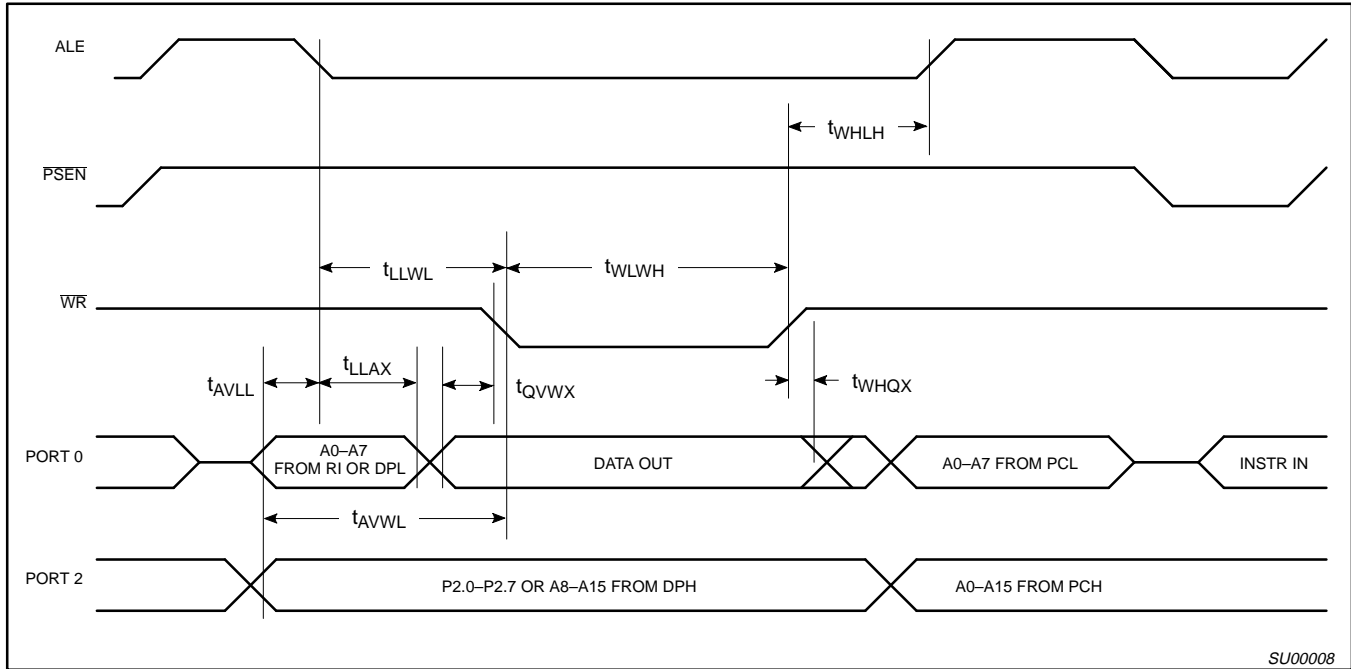 ALE
tWHLH
PSEN
tLLWL
tWLWH
WR
tLLAX
tAVLL
tQVWX
tWHQX
PORT 0
A0–A7
FROM RI OR DPL
DATA OUT
A0–A7 FROM PCL
INSTR IN
tAVWL
PORT 2
P2.0–P2.7 OR A8–A15 FROM DPH
A0–A15 FROM PCH
SU00008